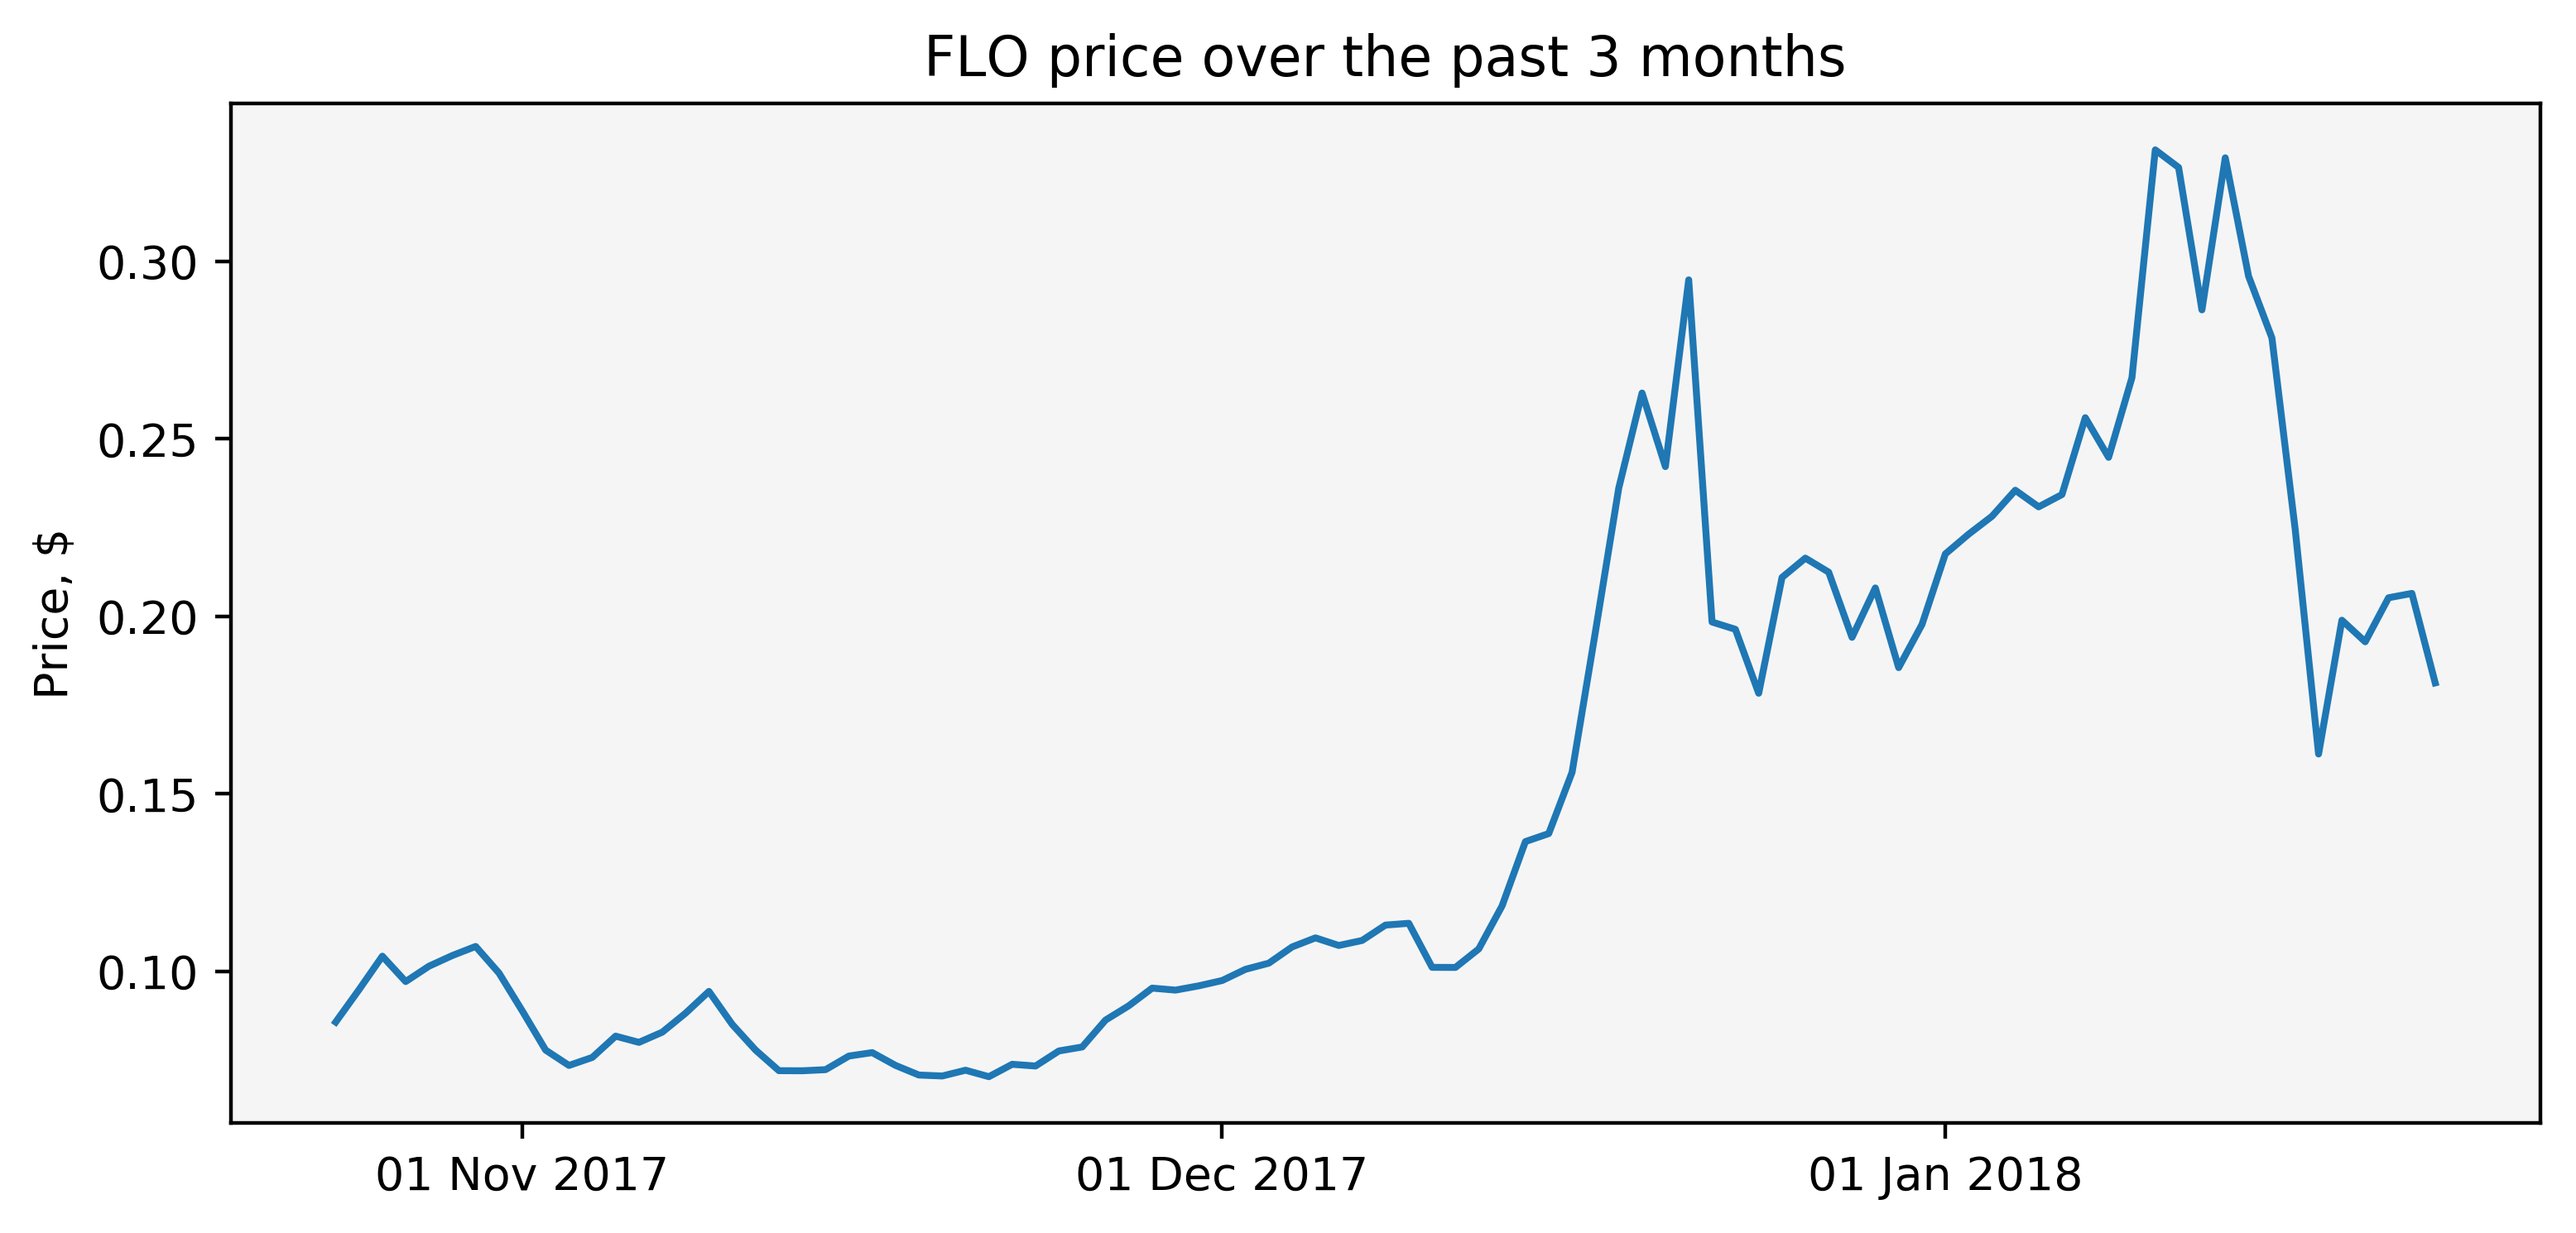 FLO price over the past 3 months
Price, $
0.30
0.25
0.20
0.15
0.10
01 Nov 2017
01 Dec 2017
01 Jan 2018